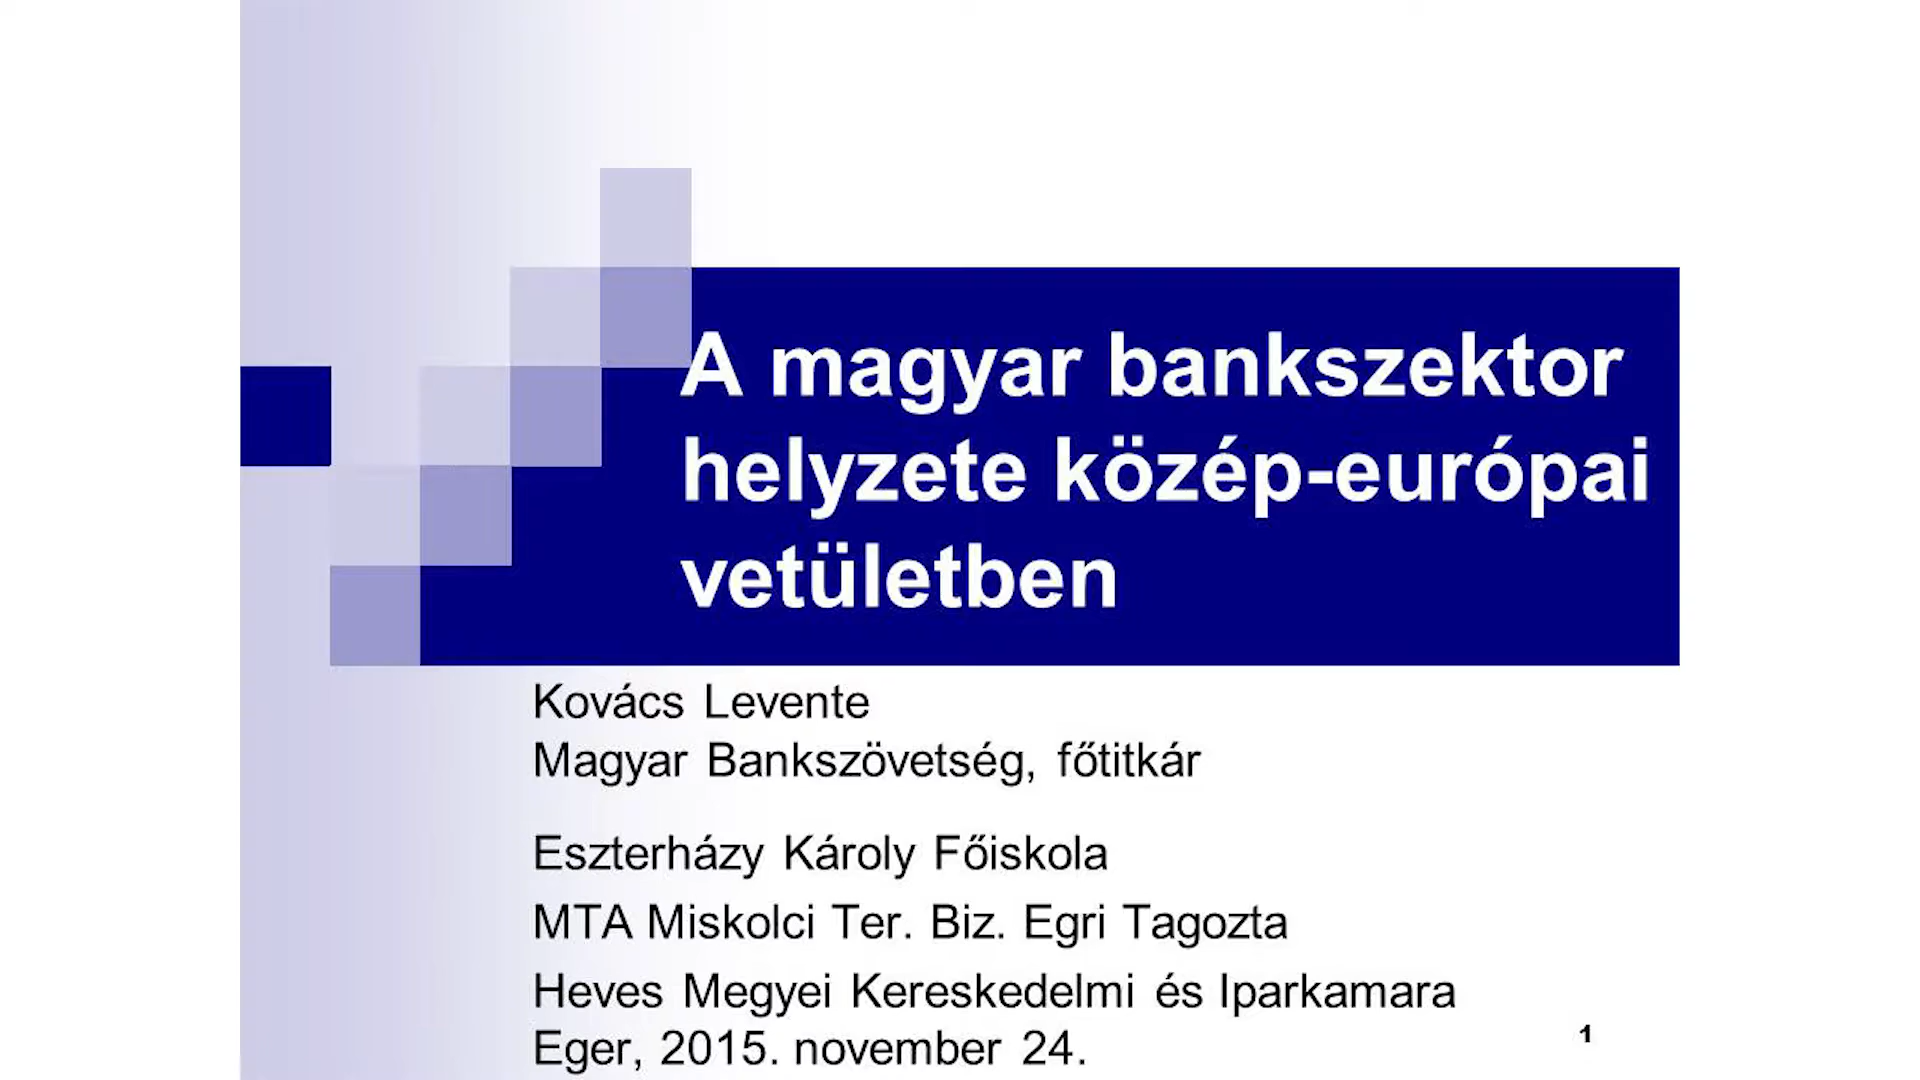 A magyar bankszektor
helyzete közép-európai
vetületben
Kovács Levente
Magyar Bankszövetség, főtitkár
Eszterházy Károly Főiskola
MTA Miskolci Ter. Biz. Egri Tagozta
Heves Megyei Kereskedelmi és Iparkamara
Eger, 2015. november 24.
1